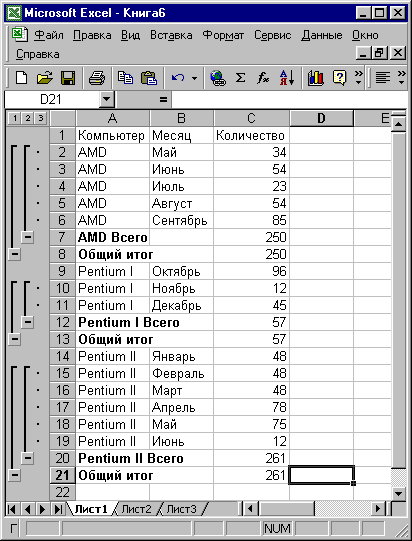 Microsoft Excel - Книга6
Файл Правка Вид Вставка Формат Сервис Данные Окно
Справка
D21 =
1 2 3 A B C D E
1 Компьютер Месяц Количество
2 AMD Май 34
3 AMD Июнь 54
4 AMD Июль 23
5 AMD Август 54
6 AMD Сентябрь 85
7 AMD Всего 250
8 Общий итог 250
9 Pentium I Октябрь 96
10 Pentium I Ноябрь 12
11 Pentium I Декабрь 45
12 Pentium I Всего 57
13 Общий итог 57
14 Pentium II Январь 48
15 Pentium II Февраль 48
16 Pentium II Март 48
17 Pentium II Апрель 78
18 Pentium II Май 75
19 Pentium II Июнь 12
20 Pentium II Всего 261
21 Общий итог 261
22
Лист1 Лист2 Лист3
Г NUM